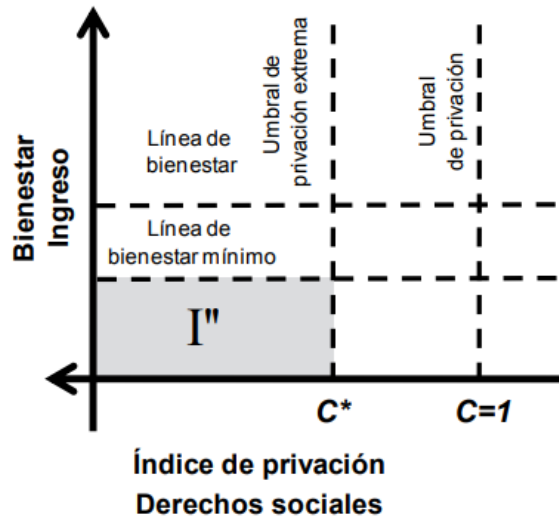 Bienestar
Ingreso
Línea de
bienestar
Umbral de
privación extrema
Umbral
de privación
Línea de
bienestar mínimo
I"
C*
C=1
Índice de privación
Derechos sociales